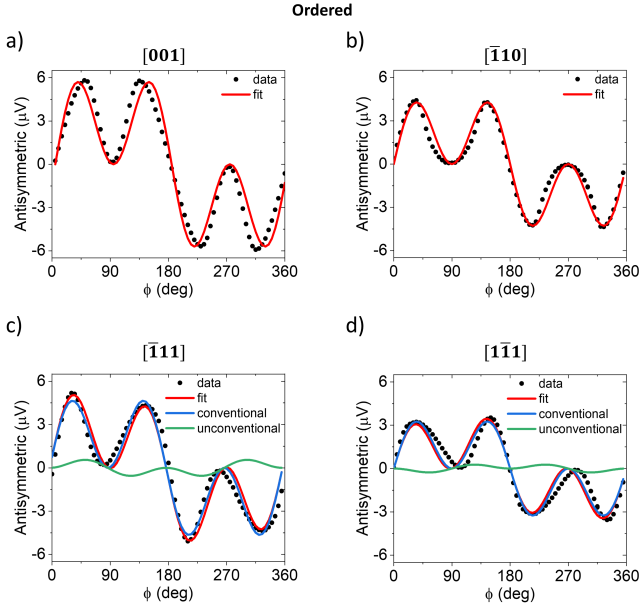 Ordered
a)
[001]
Antisymmetric (μV)
6
3
0
-3
-6
data
fit
0
90
180
270
360
ϕ (deg)
b)
[1̅10]
Antisymmetric (μV)
6
3
0
-3
-6
data
fit
0
90
180
270
360
ϕ (deg)
c)
[1̅11]
Antisymmetric (μV)
6
3
0
-3
-6
data
fit
conventional
unconventional
0
90
180
270
360
ϕ (deg)
d)
[11̅1]
Antisymmetric (μV)
6
3
0
-3
-6
data
fit
conventional
unconventional
0
90
180
270
360
ϕ (deg)